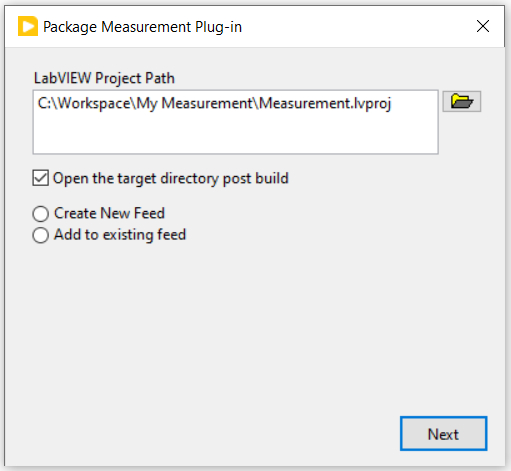 Package Measurement Plug-in
LabVIEW Project Path
C:\Workspace\My Measurement\Measurement.lvproj
Open the target directory post build
Create New Feed
Add to existing feed
Next